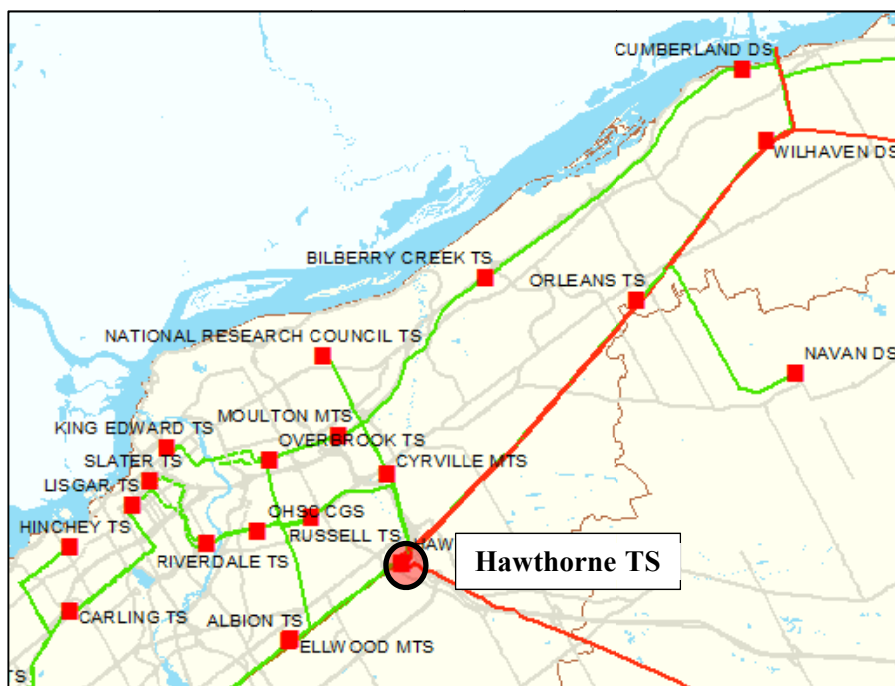 CUMBERLAND DS
WILHAVEN DS
BILBERRY CREEK TS
ORLEANS TS
NATIONAL RESEARCH COUNCIL TS
NAVAN DS
MOULTON MTS
KING EDWARD TS
OVERBROOK TS
SLATER TS
CYRVILLE MTS
LISGAR TS
OHSC CGS
HINCHEY TS
RUSSELL TS
HAW
Hawthorne TS
RIVERDALE TS
CARLING TS
ALBION TS
ELLWOOD MTS
TS